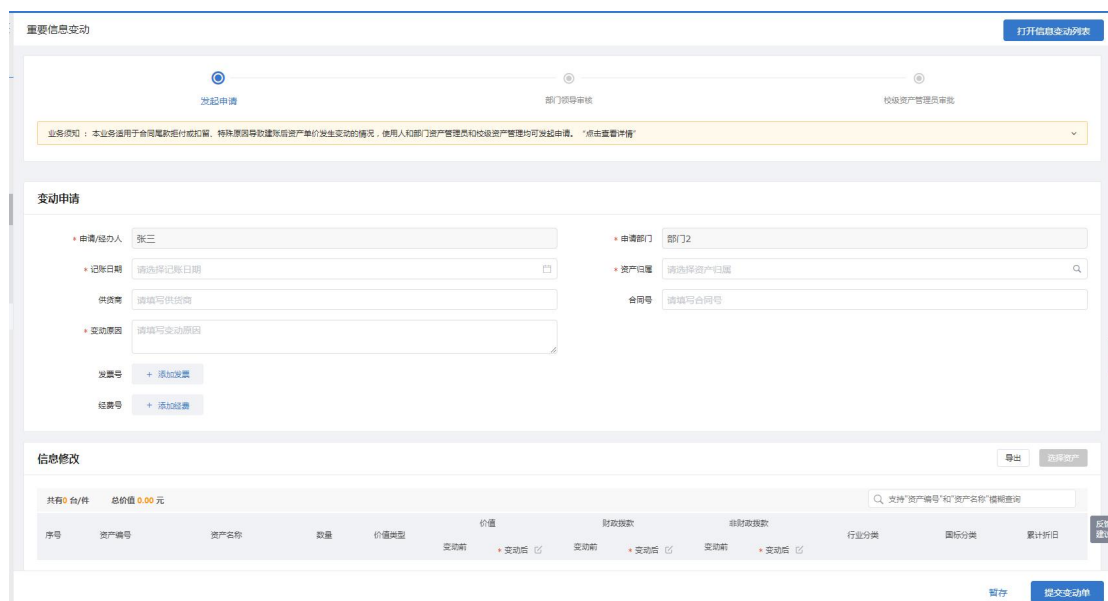 重要信息变动
打开信息变动列表
发起申请
部门领导审核
校级资产管理员审批
业务须知 : 本业务适用于合同尾款拒付或扣留、特殊原因导致建账后资产单价发生变动的情况，使用人和部门资产管理员和校级资产管理均可发起申请。 "点击查看详情"
变动申请
* 申请/经办人 张三
* 申请部门 部门2
* 记账日期 请选择记账日期
* 资产归属 请选择资产归属
供货商 请填写供货商
合同号 请填写合同号
* 变动原因 请填写变动原因
发票号 + 添加发票
经费号 + 添加经费
信息修改
导出 选择资产
共有0 台/件 总价值 0.00 元
支持"资产编号"和"资产名称"模糊查询
序号 资产编号 资产名称 数量 价值类型 价值 财政拨款 非财政拨款 行业分类 国标分类 累计折旧
变动前 * 变动后 变动前 * 变动后 变动前 * 变动后
反馈
建议
暂存 提交变动单